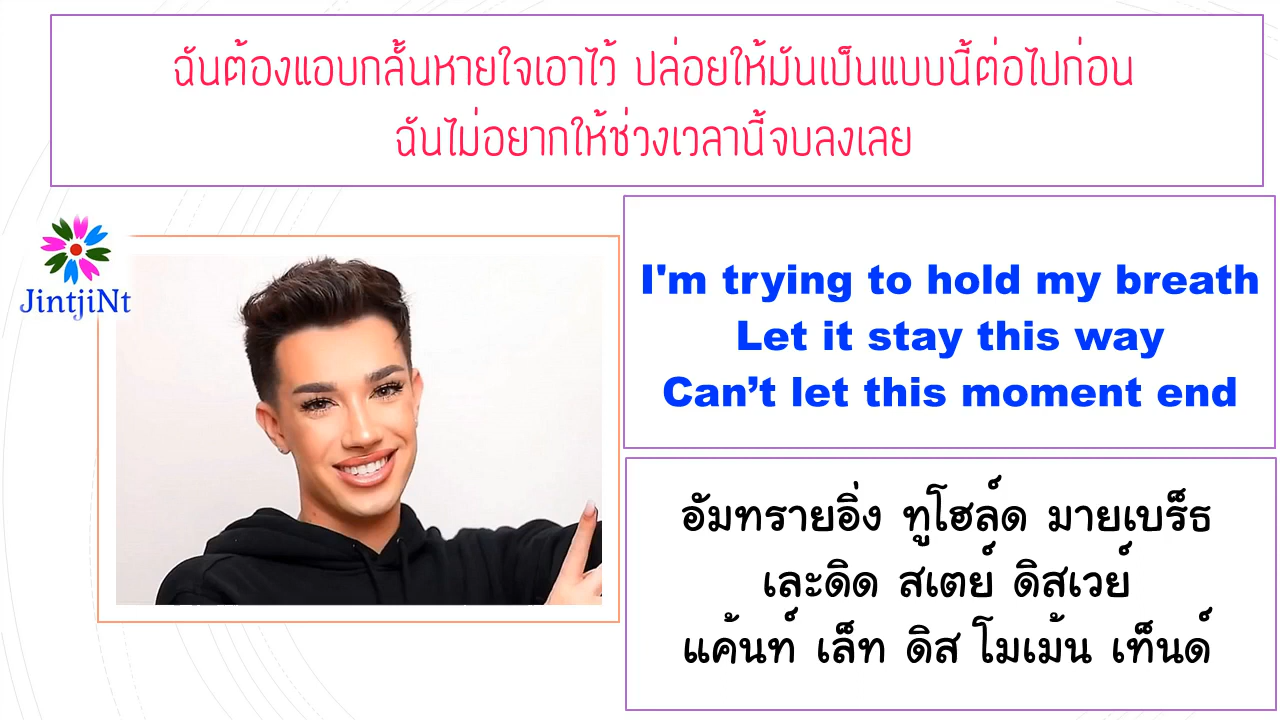 ฉันต้องแอบกลั้นหายใจเอาไว้ ปล่อยให้มันเป็นแบบนี้ต่อไปก่อน
ฉันไม่อยากให้ช่วงเวลานี้จบลงเลย
JintjiNt
I'm trying to hold my breath
Let it stay this way
Can’t let this moment end
อัมทรายอิ่ง ทูโฮล์ด มายเบร็ธ
เละดิด สเตย์ ดิสเวย์
แค้นท์ เล็ท ดิส โมเม้น เท็นด์